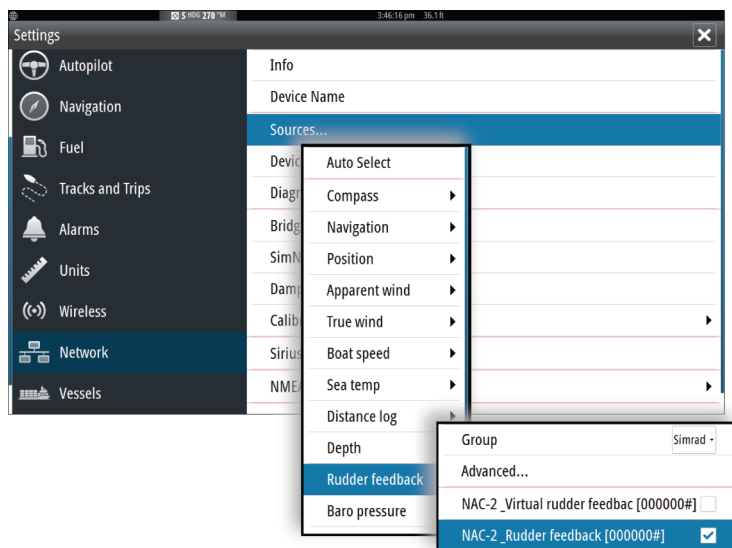 S HDG 270 °M 3:46:16 pm 36.1 ft
Settings
Autopilot
Navigation
Fuel
Tracks and Trips
Alarms
Units
Wireless
Network
Vessels
Info
Device Name
Sources...
Devic
Diagr
Bridg
SimN
Damp
Calib
Sirius
NMEA
Auto Select
Compass
Navigation
Position
Apparent wind
True wind
Boat speed
Sea temp
Distance log
Depth
Rudder feedback
Baro pressure
Group Simrad
Advanced...
NAC-2 _Virtual rudder feedbac [000000#]
NAC-2 _Rudder feedback [000000#]